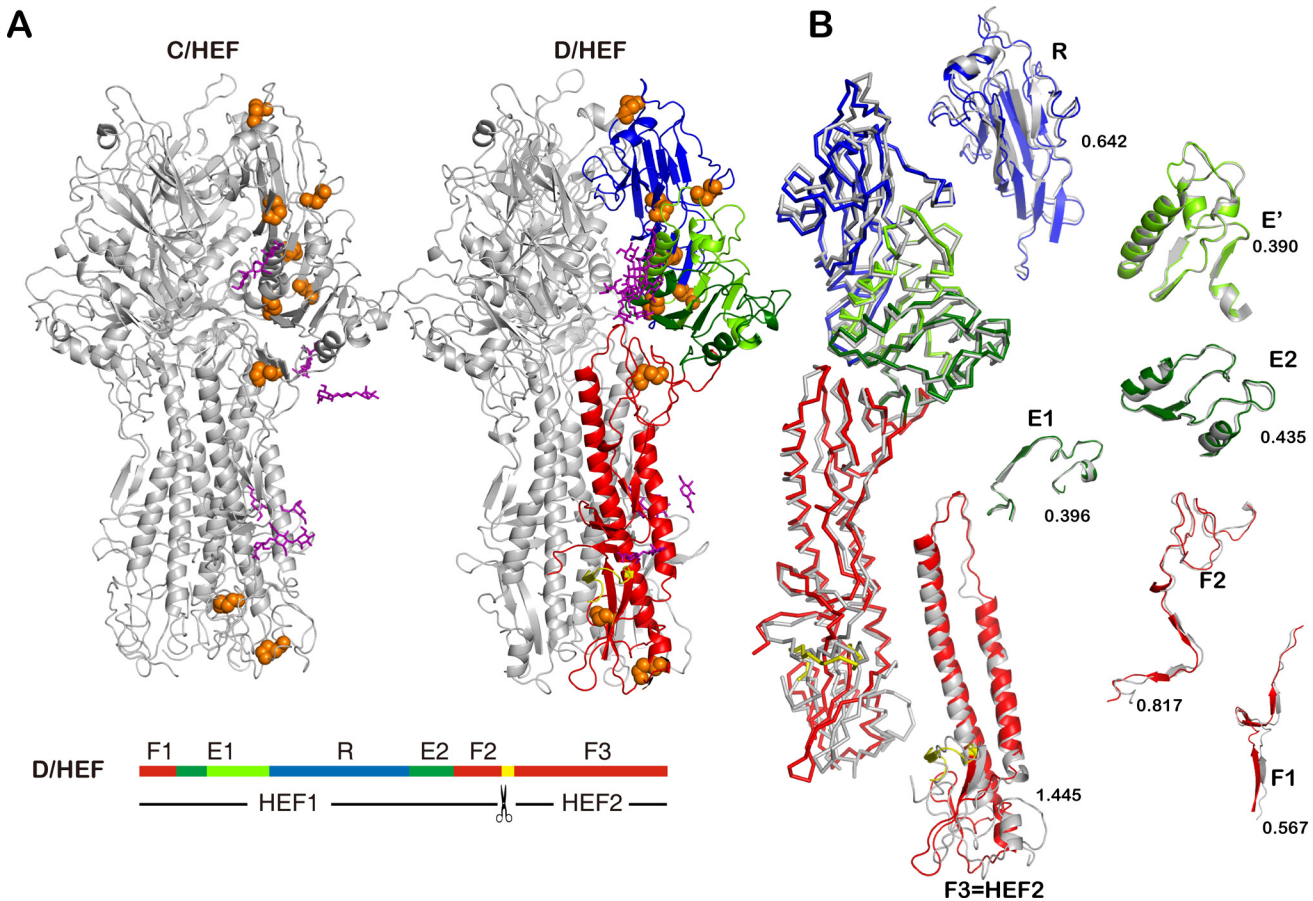 A
B
C/HEF
D/HEF
R
0.642
E’
0.390
E2
0.435
E1
0.396
F2
0.817
F1
0.567
1.445
F3=HEF2
F1 E1 R E2 F2 F3
D/HEF
HEF1 HEF2